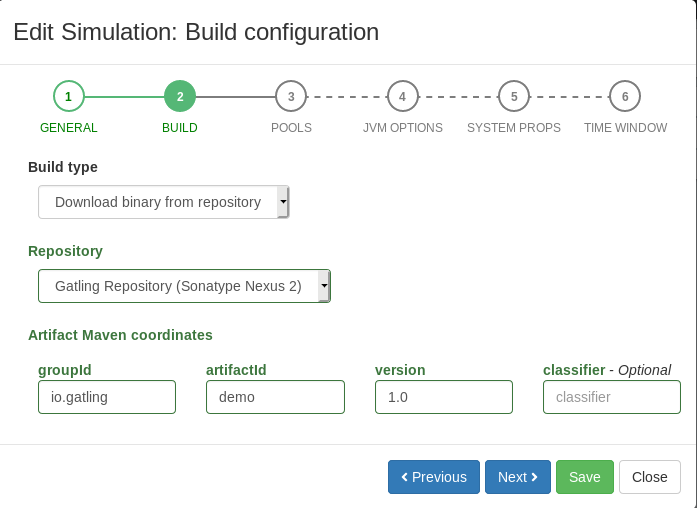 Edit Simulation: Build configuration
1 2 3 4 5 6
GENERAL BUILD POOLS JVM OPTIONS SYSTEM PROPS TIME WINDOW
Build type
Download binary from repository
Repository
Gatling Repository (Sonatype Nexus 2)
Artifact Maven coordinates
groupId artifactId version classifier - Optional
io.gatling demo 1.0 classifier
Previous Next Save Close